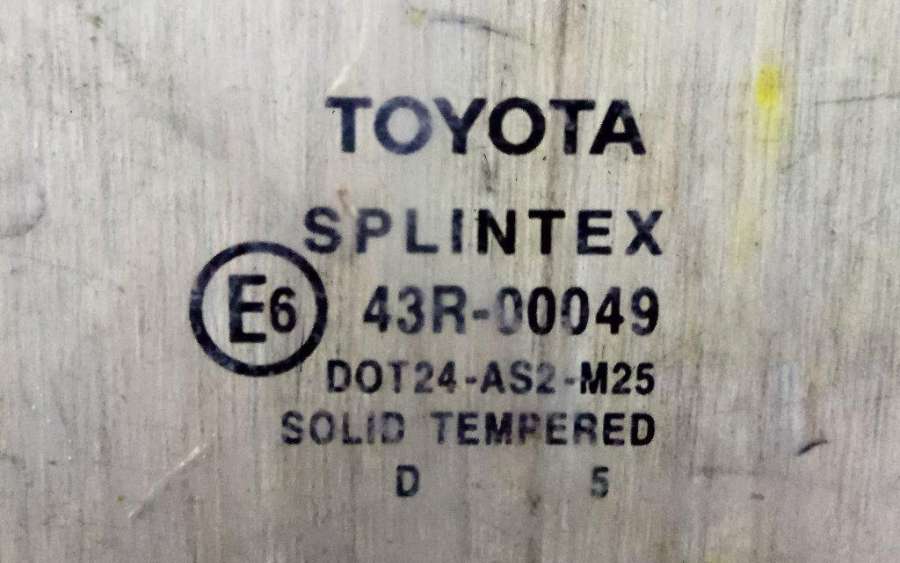 TOYOTA
SPLINTEX
E6 43R-00049
DOT24-AS2-M25
SOLID TEMPERED
D 5